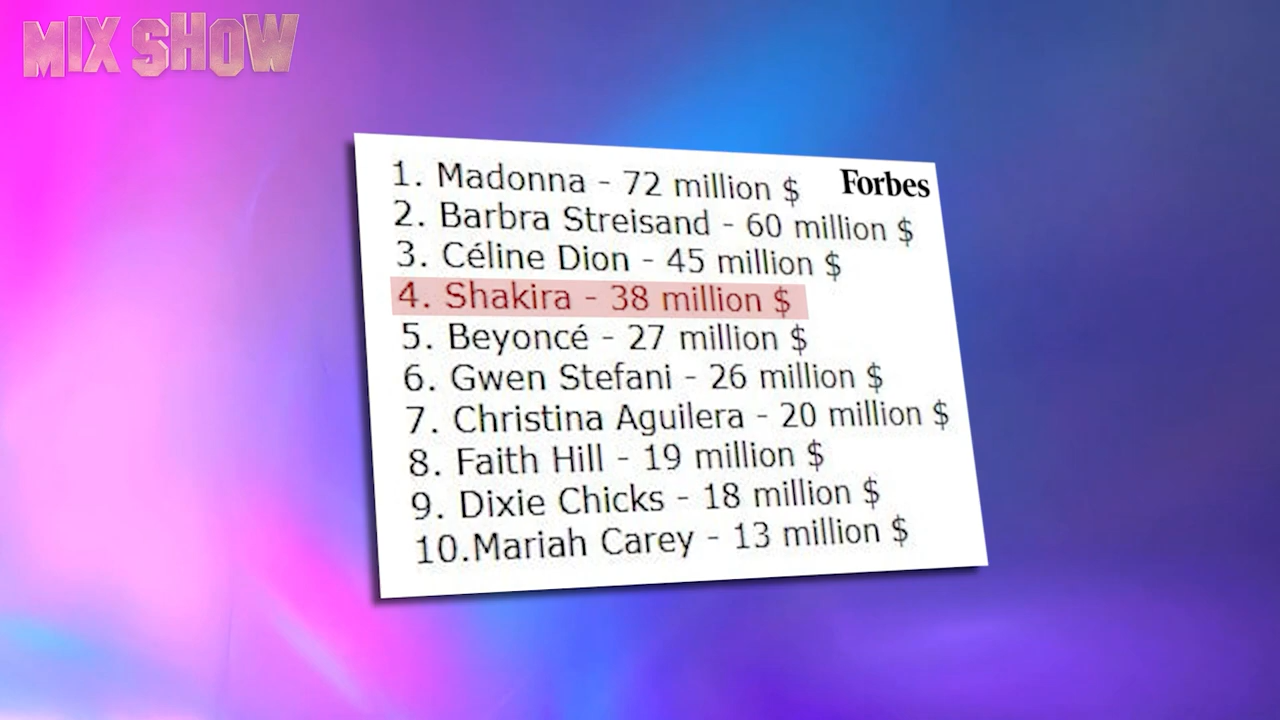 MIX SHOW
Forbes
1. Madonna - 72 million $
2. Barbra Streisand - 60 million $
3. Céline Dion - 45 million $
4. Shakira - 38 million $
5. Beyoncé - 27 million $
6. Gwen Stefani - 26 million $
7. Christina Aguilera - 20 million $
8. Faith Hill - 19 million $
9. Dixie Chicks - 18 million $
10.Mariah Carey - 13 million $